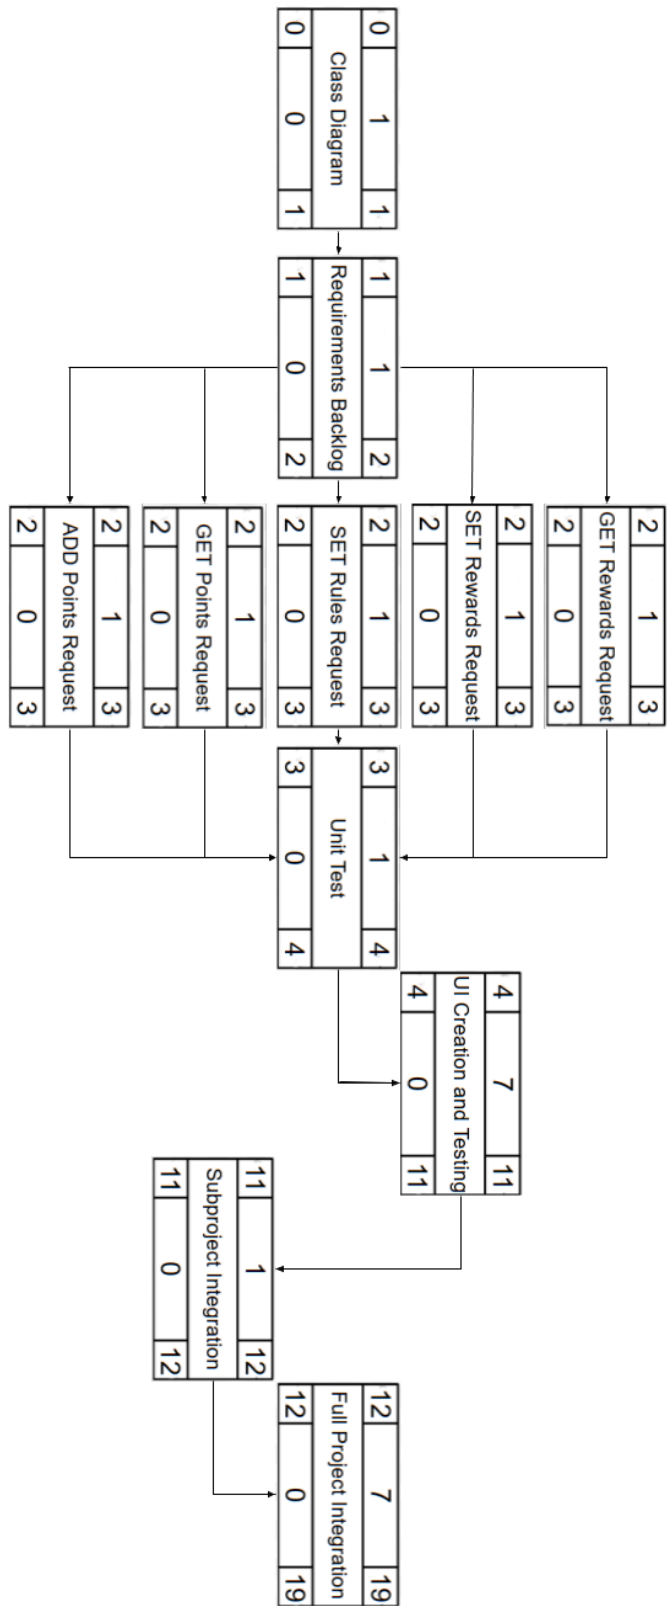 0 1 1
Class Diagram
0 0 1
1 1 2
Requirements Backlog
1 0 2
2 1 3
GET Rewards Request
2 0 3
2 1 3
SET Rewards Request
2 0 3
2 1 3
SET Rules Request
2 0 3
2 1 3
GET Points Request
2 0 3
2 1 3
ADD Points Request
2 0 3
3 1 4
Unit Test
3 0 4
4 7 11
UI Creation and Testing
4 0 11
11 1 12
Subproject Integration
11 0 12
12 7 19
Full Project Integration
12 0 19